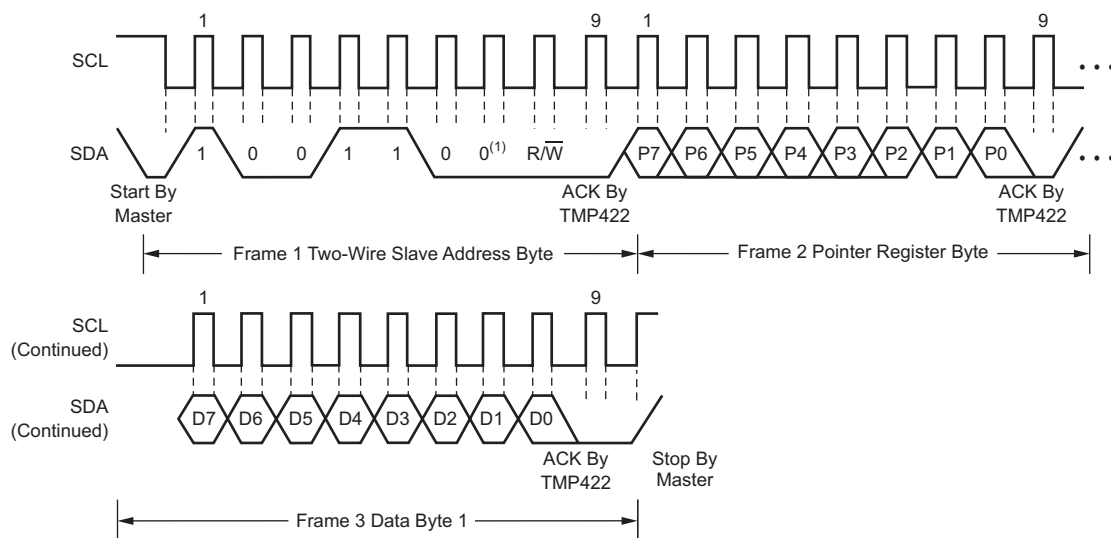 1 9 1 9
SCL
SDA
1 0 0 1 1 0 0(1) R/W̅ P7 P6 P5 P4 P3 P2 P1 P0
Start By
Master
ACK By
TMP422
ACK By
TMP422
Frame 1 Two-Wire Slave Address Byte
Frame 2 Pointer Register Byte
1 9
SCL
(Continued)
SDA
(Continued)
D7 D6 D5 D4 D3 D2 D1 D0
ACK By
TMP422
Stop By
Master
Frame 3 Data Byte 1